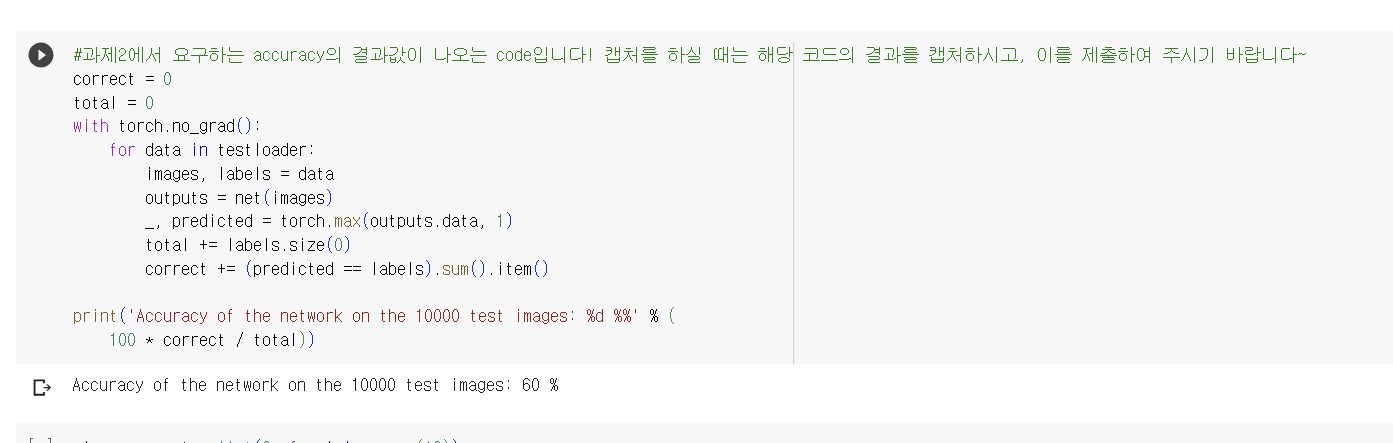 #과제2에서 요구하는 accuracy의 결과값이 나오는 code입니다! 캡처를 하실 때는 해당 코드의 결과를 캡처하시고, 이를 제출하여 주시기 바랍니다~
correct = 0
total = 0
with torch.no_grad():
    for data in testloader:
        images, labels = data
        outputs = net(images)
        _, predicted = torch.max(outputs.data, 1)
        total += labels.size(0)
        correct += (predicted == labels).sum().item()
print('Accuracy of the network on the 10000 test images: %d %%' % (
    100 * correct / total))
Accuracy of the network on the 10000 test images: 60 %